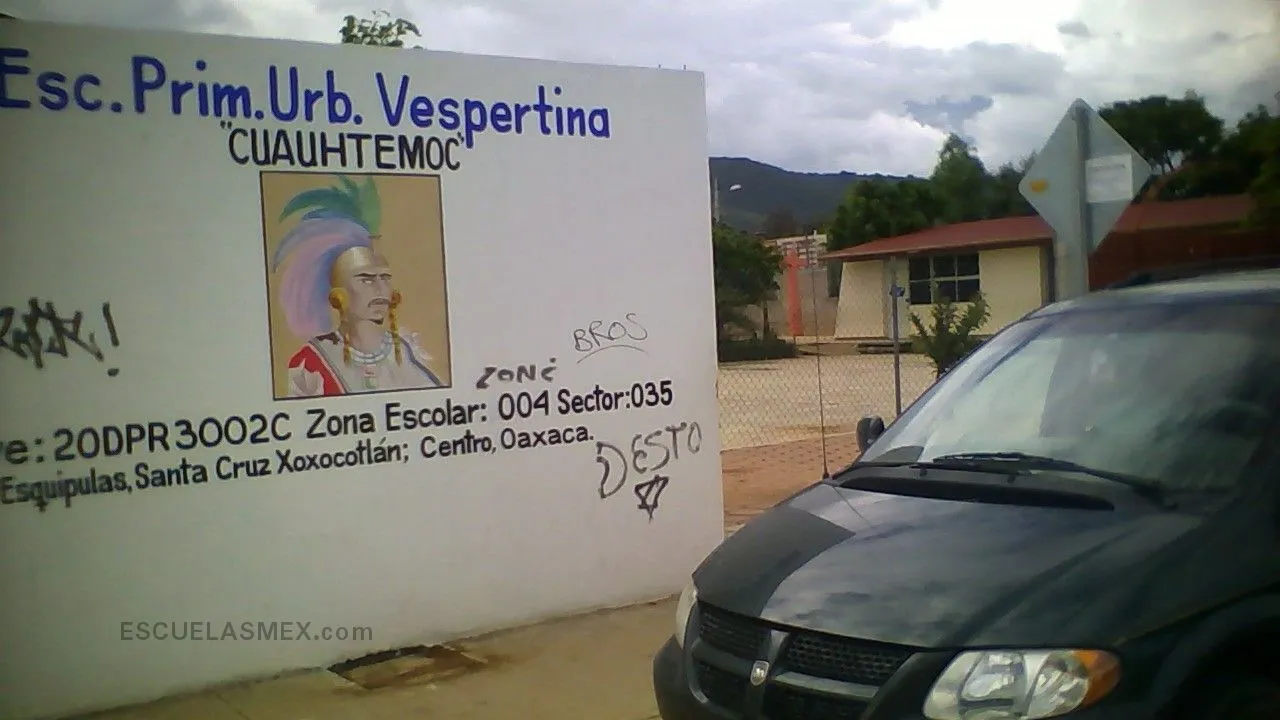 Esc. Prim. Urb. Vespertina
"CUAUHTEMOC"
BROS
ZONE
ve: 20DPR3002C Zona Escolar: 004 Sector: 035
Esquipulas, Santa Cruz Xoxocotlán; Centro, Oaxaca.
DESTO
ESCUELASMEX.com